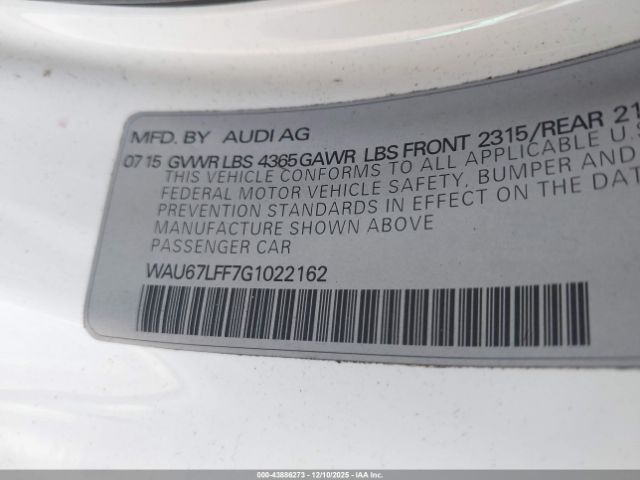 MFD. BY AUDI AG
07 15 GVWR LBS 4365 GAWR LBS FRONT 2315/REAR 21
THIS VEHICLE CONFORMS TO ALL APPLICABLE U.S
FEDERAL MOTOR VEHICLE SAFETY, BUMPER AND
PREVENTION STANDARDS IN EFFECT ON THE DAT
MANUFACTURE SHOWN ABOVE
PASSENGER CAR
WAU67LFF7G1022162
000-43886273 - 12/10/2025 - COPART.CA